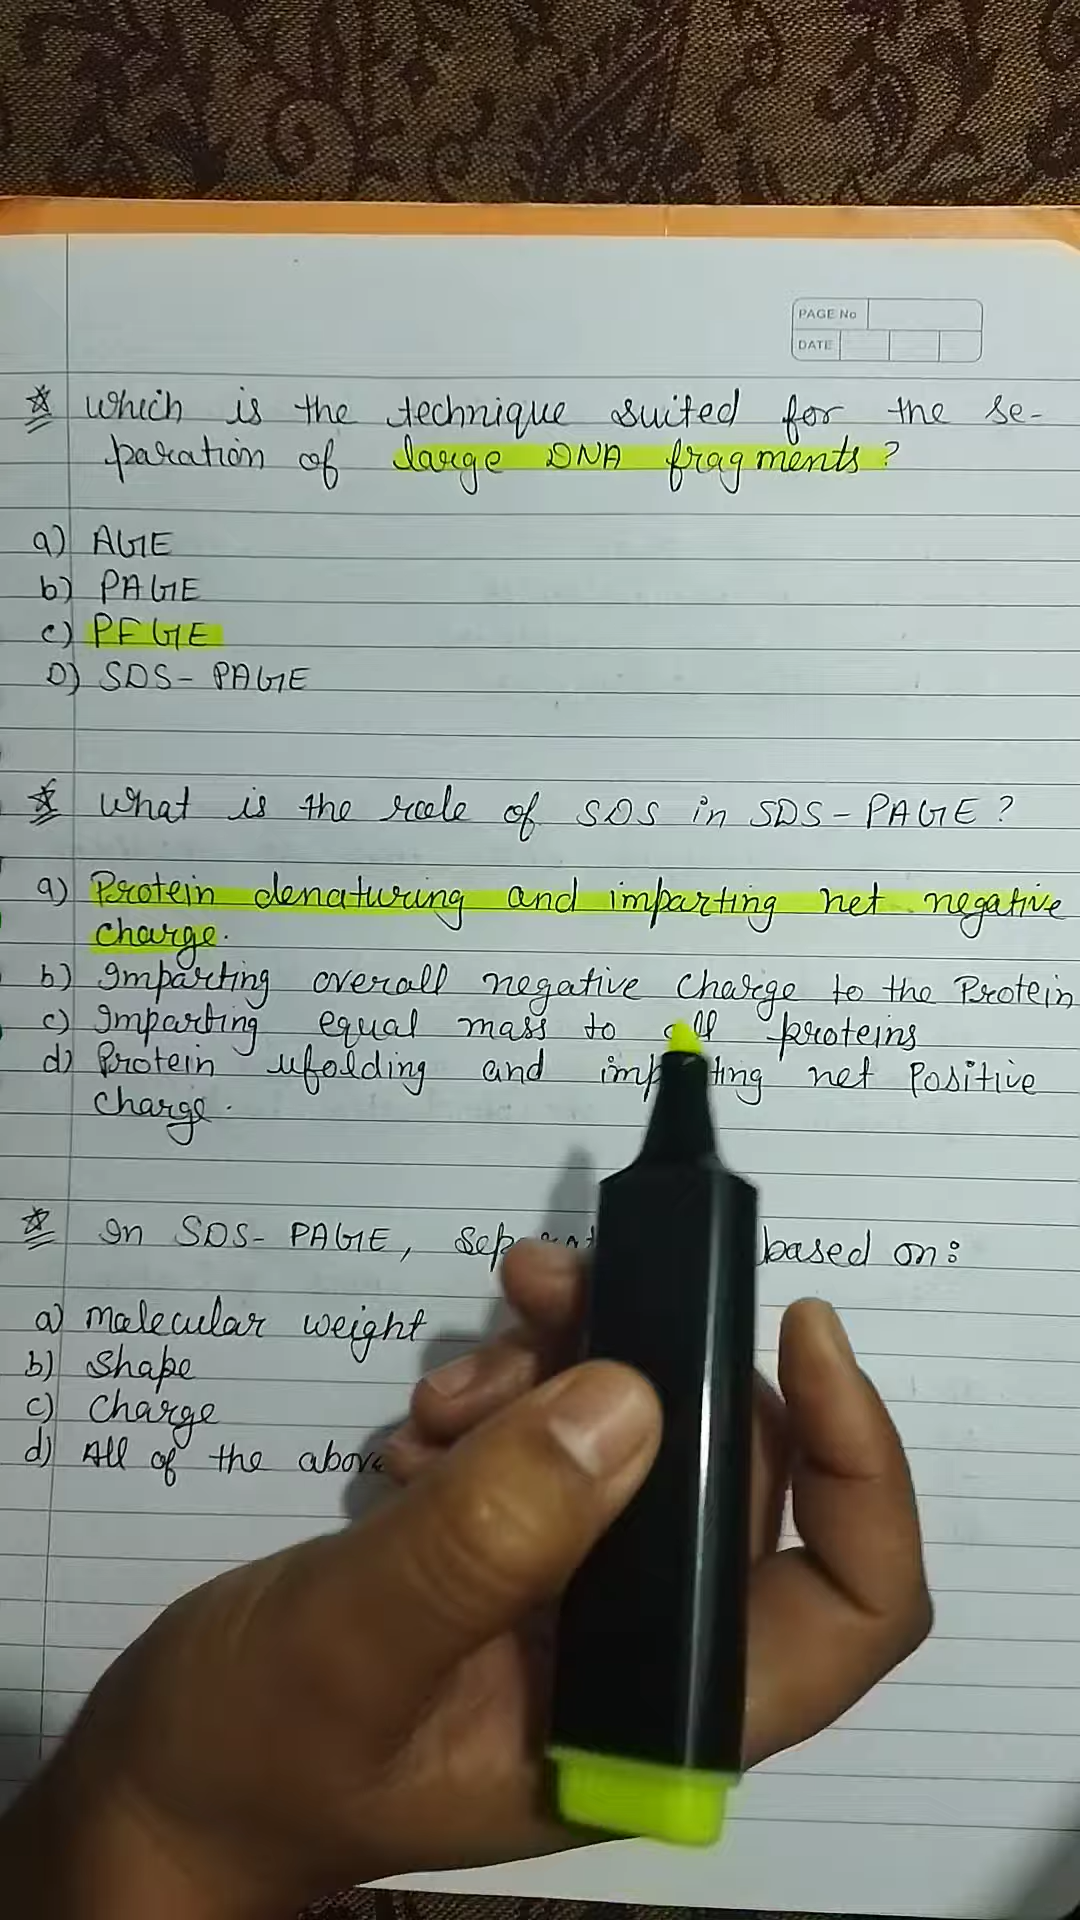 PAGE No
DATE
* Which is the technique suited for the se-
paration of large DNA fragments?
a) AGE
b) PAGE
c) PFGE
D) SDS- PAGE
* What is the role of SDS in SDS-PAGE?
a) Protein denaturing and imparting net negative
charge.
b) Imparting overall negative charge to the Protein
c) Imparting equal mass to all proteins
d) Protein ufolding and net Positive
charge.
* In SDS- PAGE, based on:
a) Molecular weight
b) Shape
c) Charge
d) All of the above